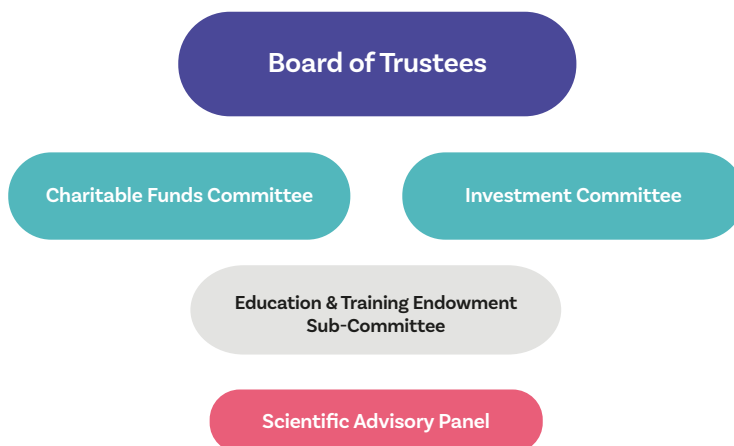 Board of Trustees
Charitable Funds Committee
Investment Committee
Education & Training Endowment
Sub-Committee
Scientific Advisory Panel